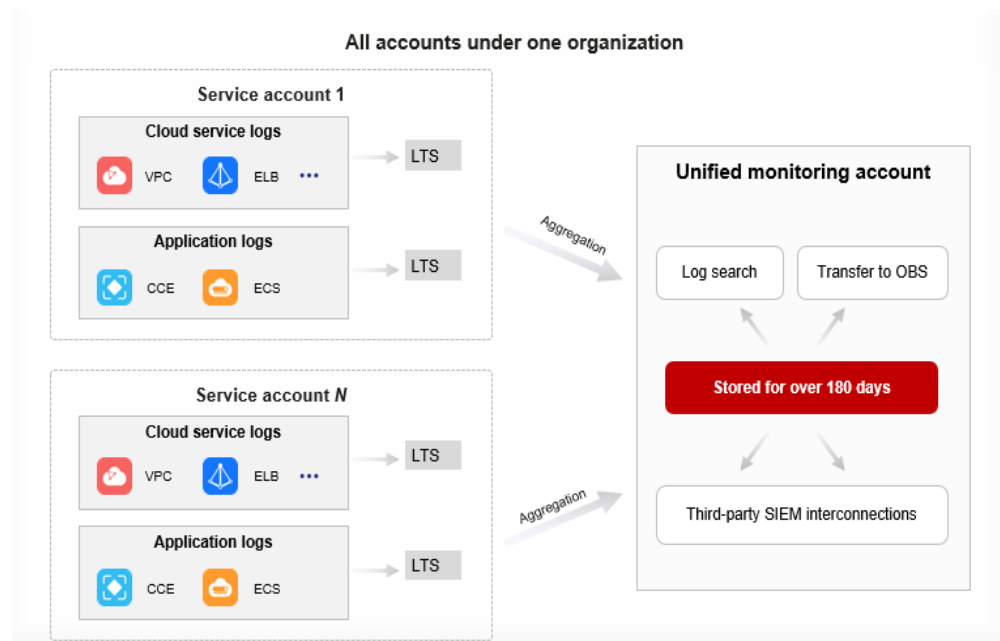 All accounts under one organization
Service account 1
Cloud service logs
VPC
ELB
•••
LTS
Application logs
CCE
ECS
LTS
Aggregation
Service account N
Cloud service logs
VPC
ELB
•••
LTS
Application logs
CCE
ECS
LTS
Aggregation
Unified monitoring account
Log search
Transfer to OBS
Stored for over 180 days
Third-party SIEM interconnections